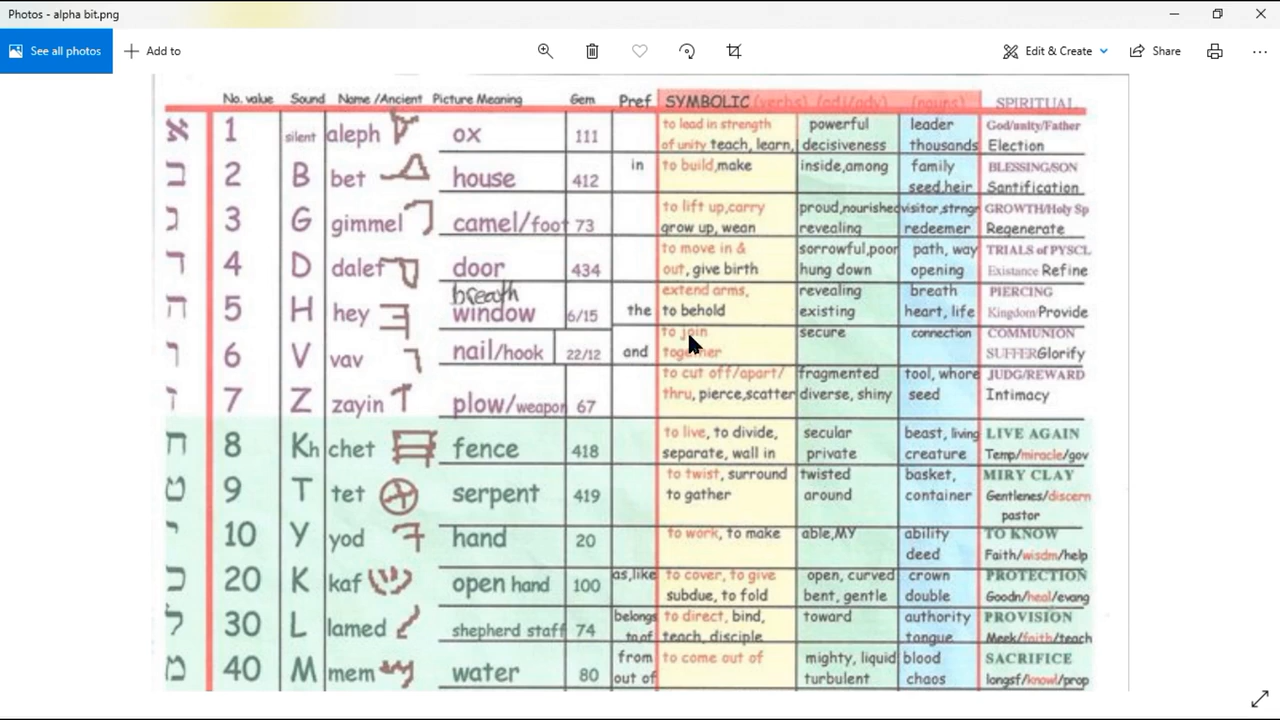 Photos - alpha bit.png
See all photos Add to Edit & Create Share
No. value Sound Name /Ancient Picture Meaning Gem Pref SYMBOLIC (verbs) (adj/adv) (nouns) SPIRITUAL
א 1 silent aleph ox 111 to lead in strength powerful leader God/unity/Father
of unity teach, learn, decisiveness thousands Election
ב 2 B bet house 412 in to build,make inside,among family BLESSING/SON
seed,heir Santification
ג 3 G gimmel camel/foot 73 to lift up,carry proud,nourished visitor,strngr GROWTH/Holy Sp
grow up, wean revealing redeemer Regenerate
ד 4 D dalet door 434 to move in & sorrowful,poor path, way TRIALS of PYSCL
out, give birth hung down opening Existance Refine
breath
ה 5 H hey window 6/15 the extend arms, revealing breath PIERCING
to behold existing heart, life Kingdom/Provide
ו 6 V vav nail/hook 22/12 and to join secure connection COMMUNION
together SUFFERGlorify
ז 7 Z zayin plow/weapon 67 to cut off/apart/ fragmented tool, whore JUDG/REWARD
thru, pierce,scatter diverse, shiny seed Intimacy
ח 8 Kh chet fence 418 to live, to divide, secular beast, living LIVE AGAIN
separate, wall in private creature Temp/miracle/gov
ט 9 T tet serpent 419 to twist, surround twisted basket, MIRY CLAY
to gather around container Gentlenes/discern
pastor
י 10 Y yod hand 20 to work, to make able,MY ability TO KNOW
deed Faith/wisdm/help
כ 20 K kaf open hand 100 as,like to cover, to give open, curved crown PROTECTION
subdue, to fold bent, gentle double Goodn/heal/evang
ל 30 L lamed shepherd staff 74 belongs to direct, bind, toward authority PROVISION
to,of teach, disciple tongue Meek/faith/teach
מ 40 M mem water 80 from to come out of mighty, liquid blood SACRIFICE
out of turbulent chaos longsf/knowl/prop